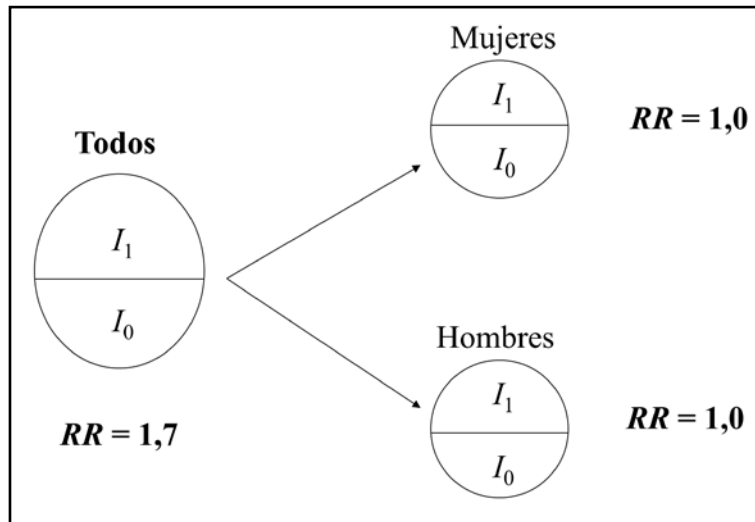 Todos
I₁
I₀
RR = 1,7
Mujeres
I₁
I₀
RR = 1,0
Hombres
I₁
I₀
RR = 1,0